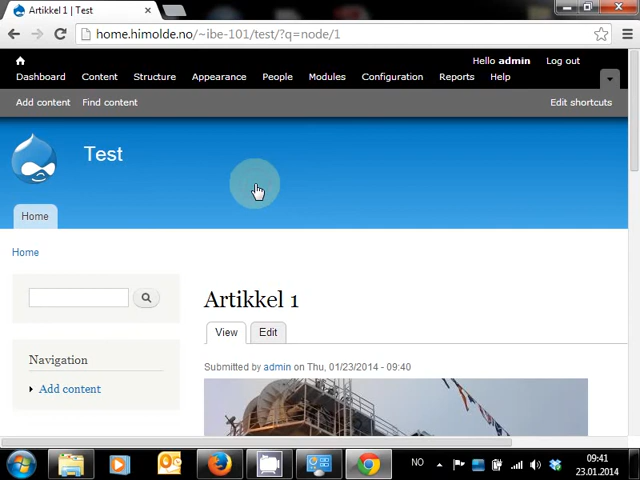 Artikkel 1 | Test
home.himolde.no/~ibe-101/test/?q=node/1
Hello admin Log out
Dashboard Content Structure Appearance People Modules Configuration Reports Help
Add content Find content Edit shortcuts
Test
Home
Home
Artikkel 1
View Edit
Navigation
Submitted by admin on Thu, 01/23/2014 - 09:40
Add content
NO
09:41
23.01.2014